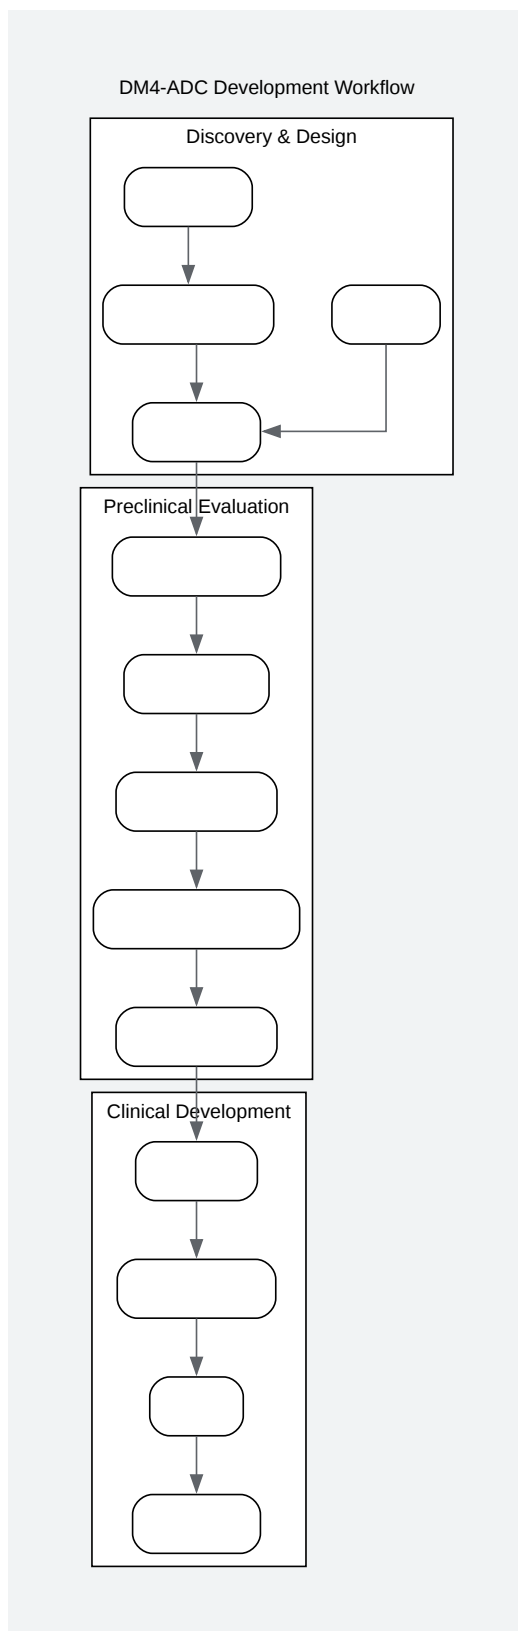 DM4-ADC Development Workflow
Discovery & Design
Preclinical Evaluation
Clinical Development